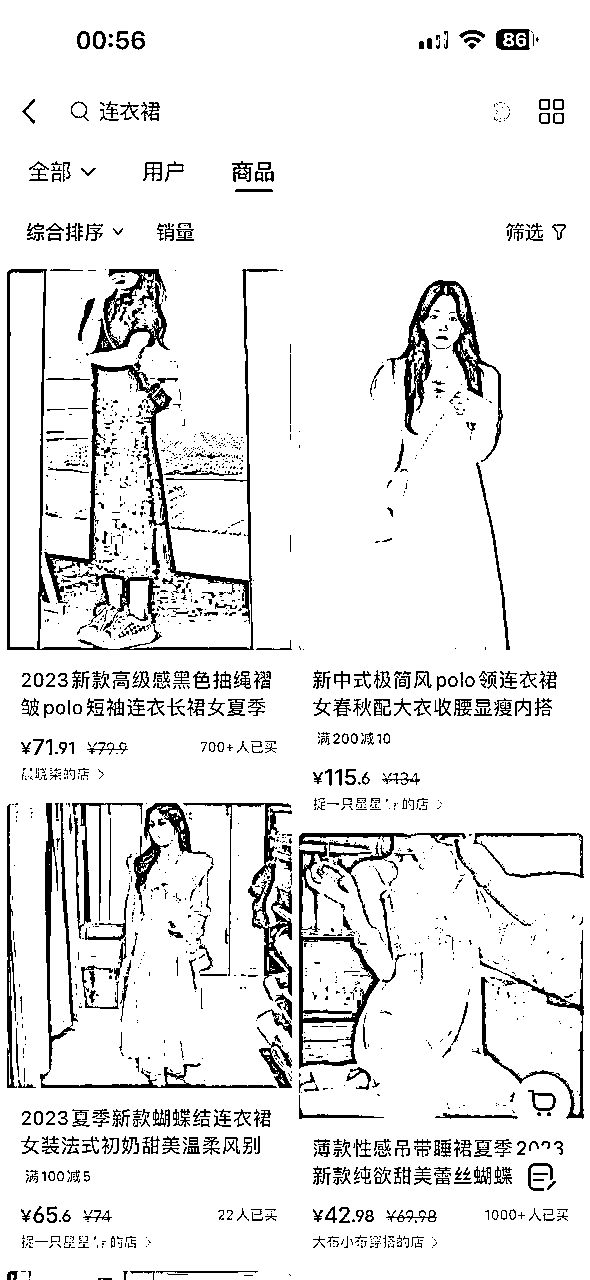 00:56
86
连衣裙
全部
用户
商品
综合排序
销量
筛选
2023新款高级感黑色抽绳褶
皱polo短袖连衣长裙女夏季
¥71.91 ¥79.9 700+人已买
晨晓柒的店
新中式极简风polo领连衣裙
女春秋配大衣收腰显瘦内搭
满200减10
¥115.6 ¥134
捉一只星星
的店
2023夏季新款蝴蝶结连衣裙
女装法式初奶甜美温柔风别
满100减5
¥65.6 ¥74 22人已买
捉一只星星
的店
薄款性感吊带睡裙夏季2023
新款纯欲甜美蕾丝蝴蝶
¥42.98 ¥69.98 1000+人已买
大布小布穿搭的店